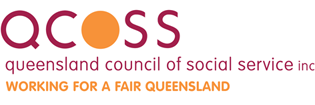 QCOSS
queensland council of social service inc
WORKING FOR A FAIR QUEENSLAND